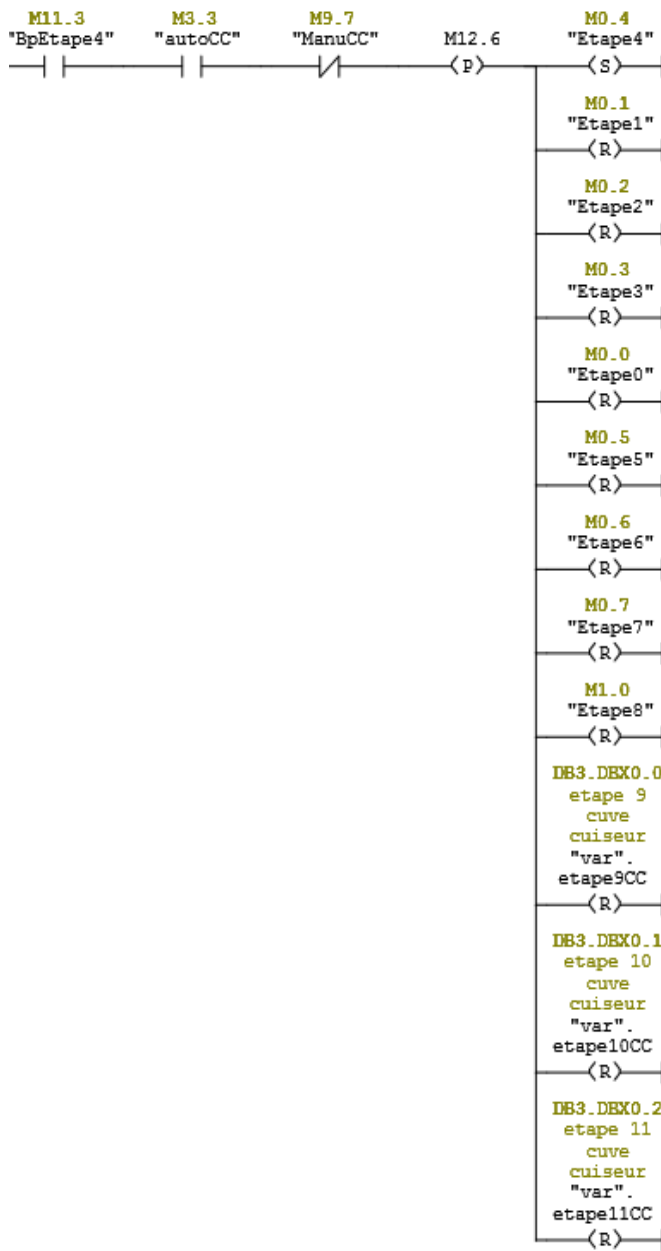 M11.3 M3.3 M9.7 M0.4
"BpEtape4" "autoCC" "ManuCC" M12.6 "Etape4"
P S
M0.1
"Etape1"
R
M0.2
"Etape2"
R
M0.3
"Etape3"
R
M0.0
"Etape0"
R
M0.5
"Etape5"
R
M0.6
"Etape6"
R
M0.7
"Etape7"
R
M1.0
"Etape8"
R
DB3.DBX0.0
etape 9
cuve
cuiseur
"var".
etape9CC
R
DB3.DBX0.1
etape 10
cuve
cuiseur
"var".
etape10CC
R
DB3.DBX0.2
etape 11
cuve
cuiseur
"var".
etape11CC
R